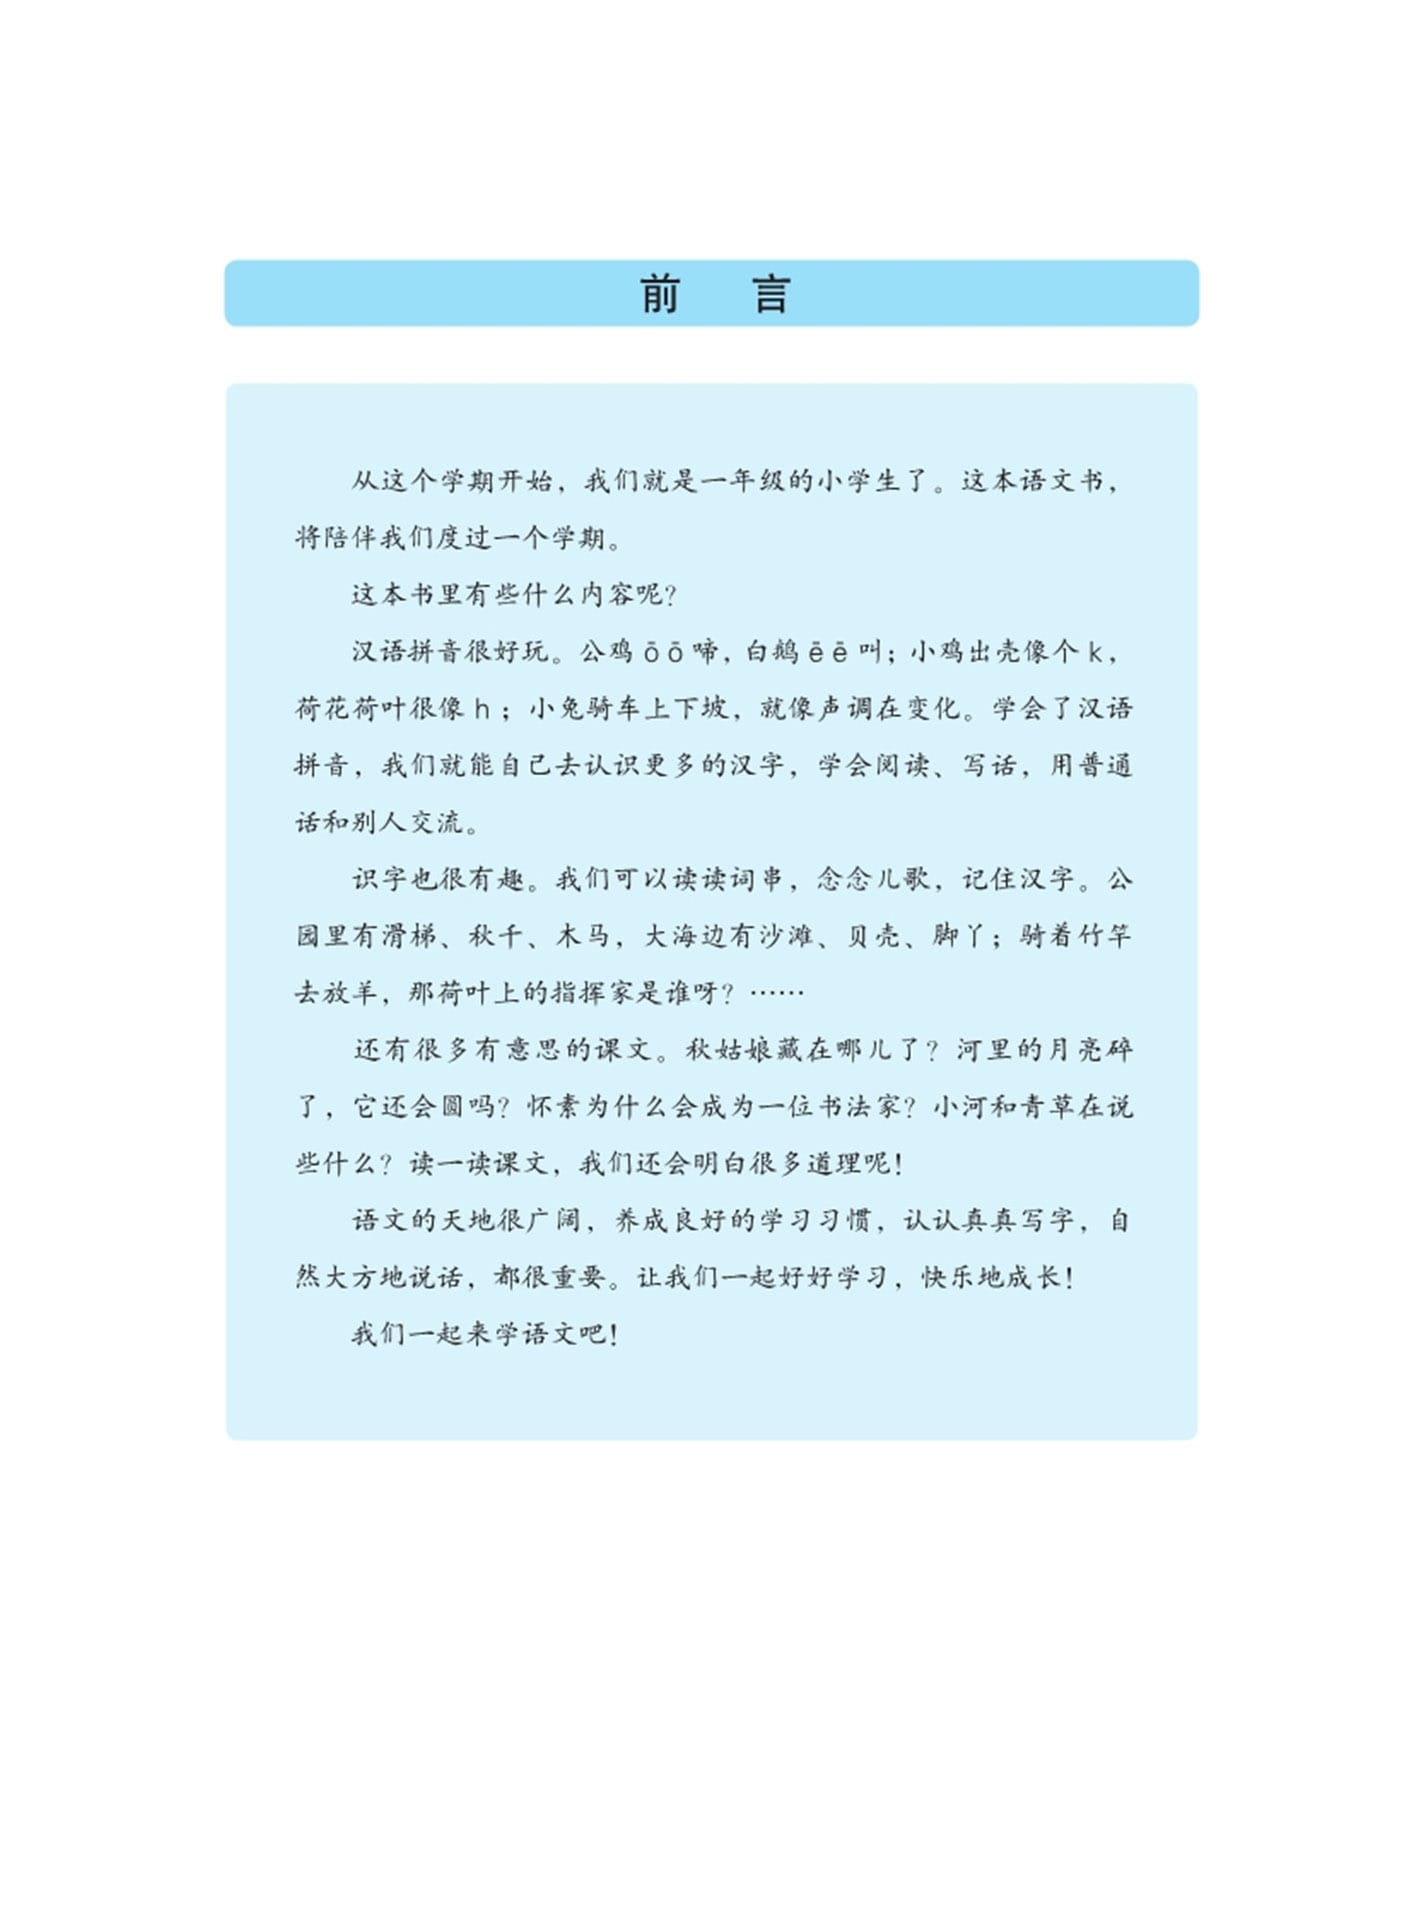 前 言
从这个学期开始，我们就是一年级的小学生了。这本语文书，
将陪伴我们度过一个学期。
这本书里有些什么内容呢？
汉语拼音很好玩。公鸡 ō ō 啼，白鹅 ē ē 叫；小鸡出壳像个 k，
荷花荷叶很像 h ；小兔骑车上下坡，就像声调在变化。学会了汉语
拼音，我们就能自己去认识更多的汉字，学会阅读、写话，用普通
话和别人交流。
识字也很有趣。我们可以读读词串，念念儿歌，记住汉字。公
园里有滑梯、秋千、木马，大海边有沙滩、贝壳、脚丫；骑着竹竿
去放羊，那荷叶上的指挥家是谁呀？……
还有很多有意思的课文。秋姑娘藏在哪儿了？河里的月亮碎
了，它还会圆吗？怀素为什么会成为一位书法家？小河和青草在说
些什么？读一读课文，我们还会明白很多道理呢！
语文的天地很广阔，养成良好的学习习惯，认认真真写字，自
然大方地说话，都很重要。让我们一起好好学习，快乐地成长！
我们一起来学语文吧！